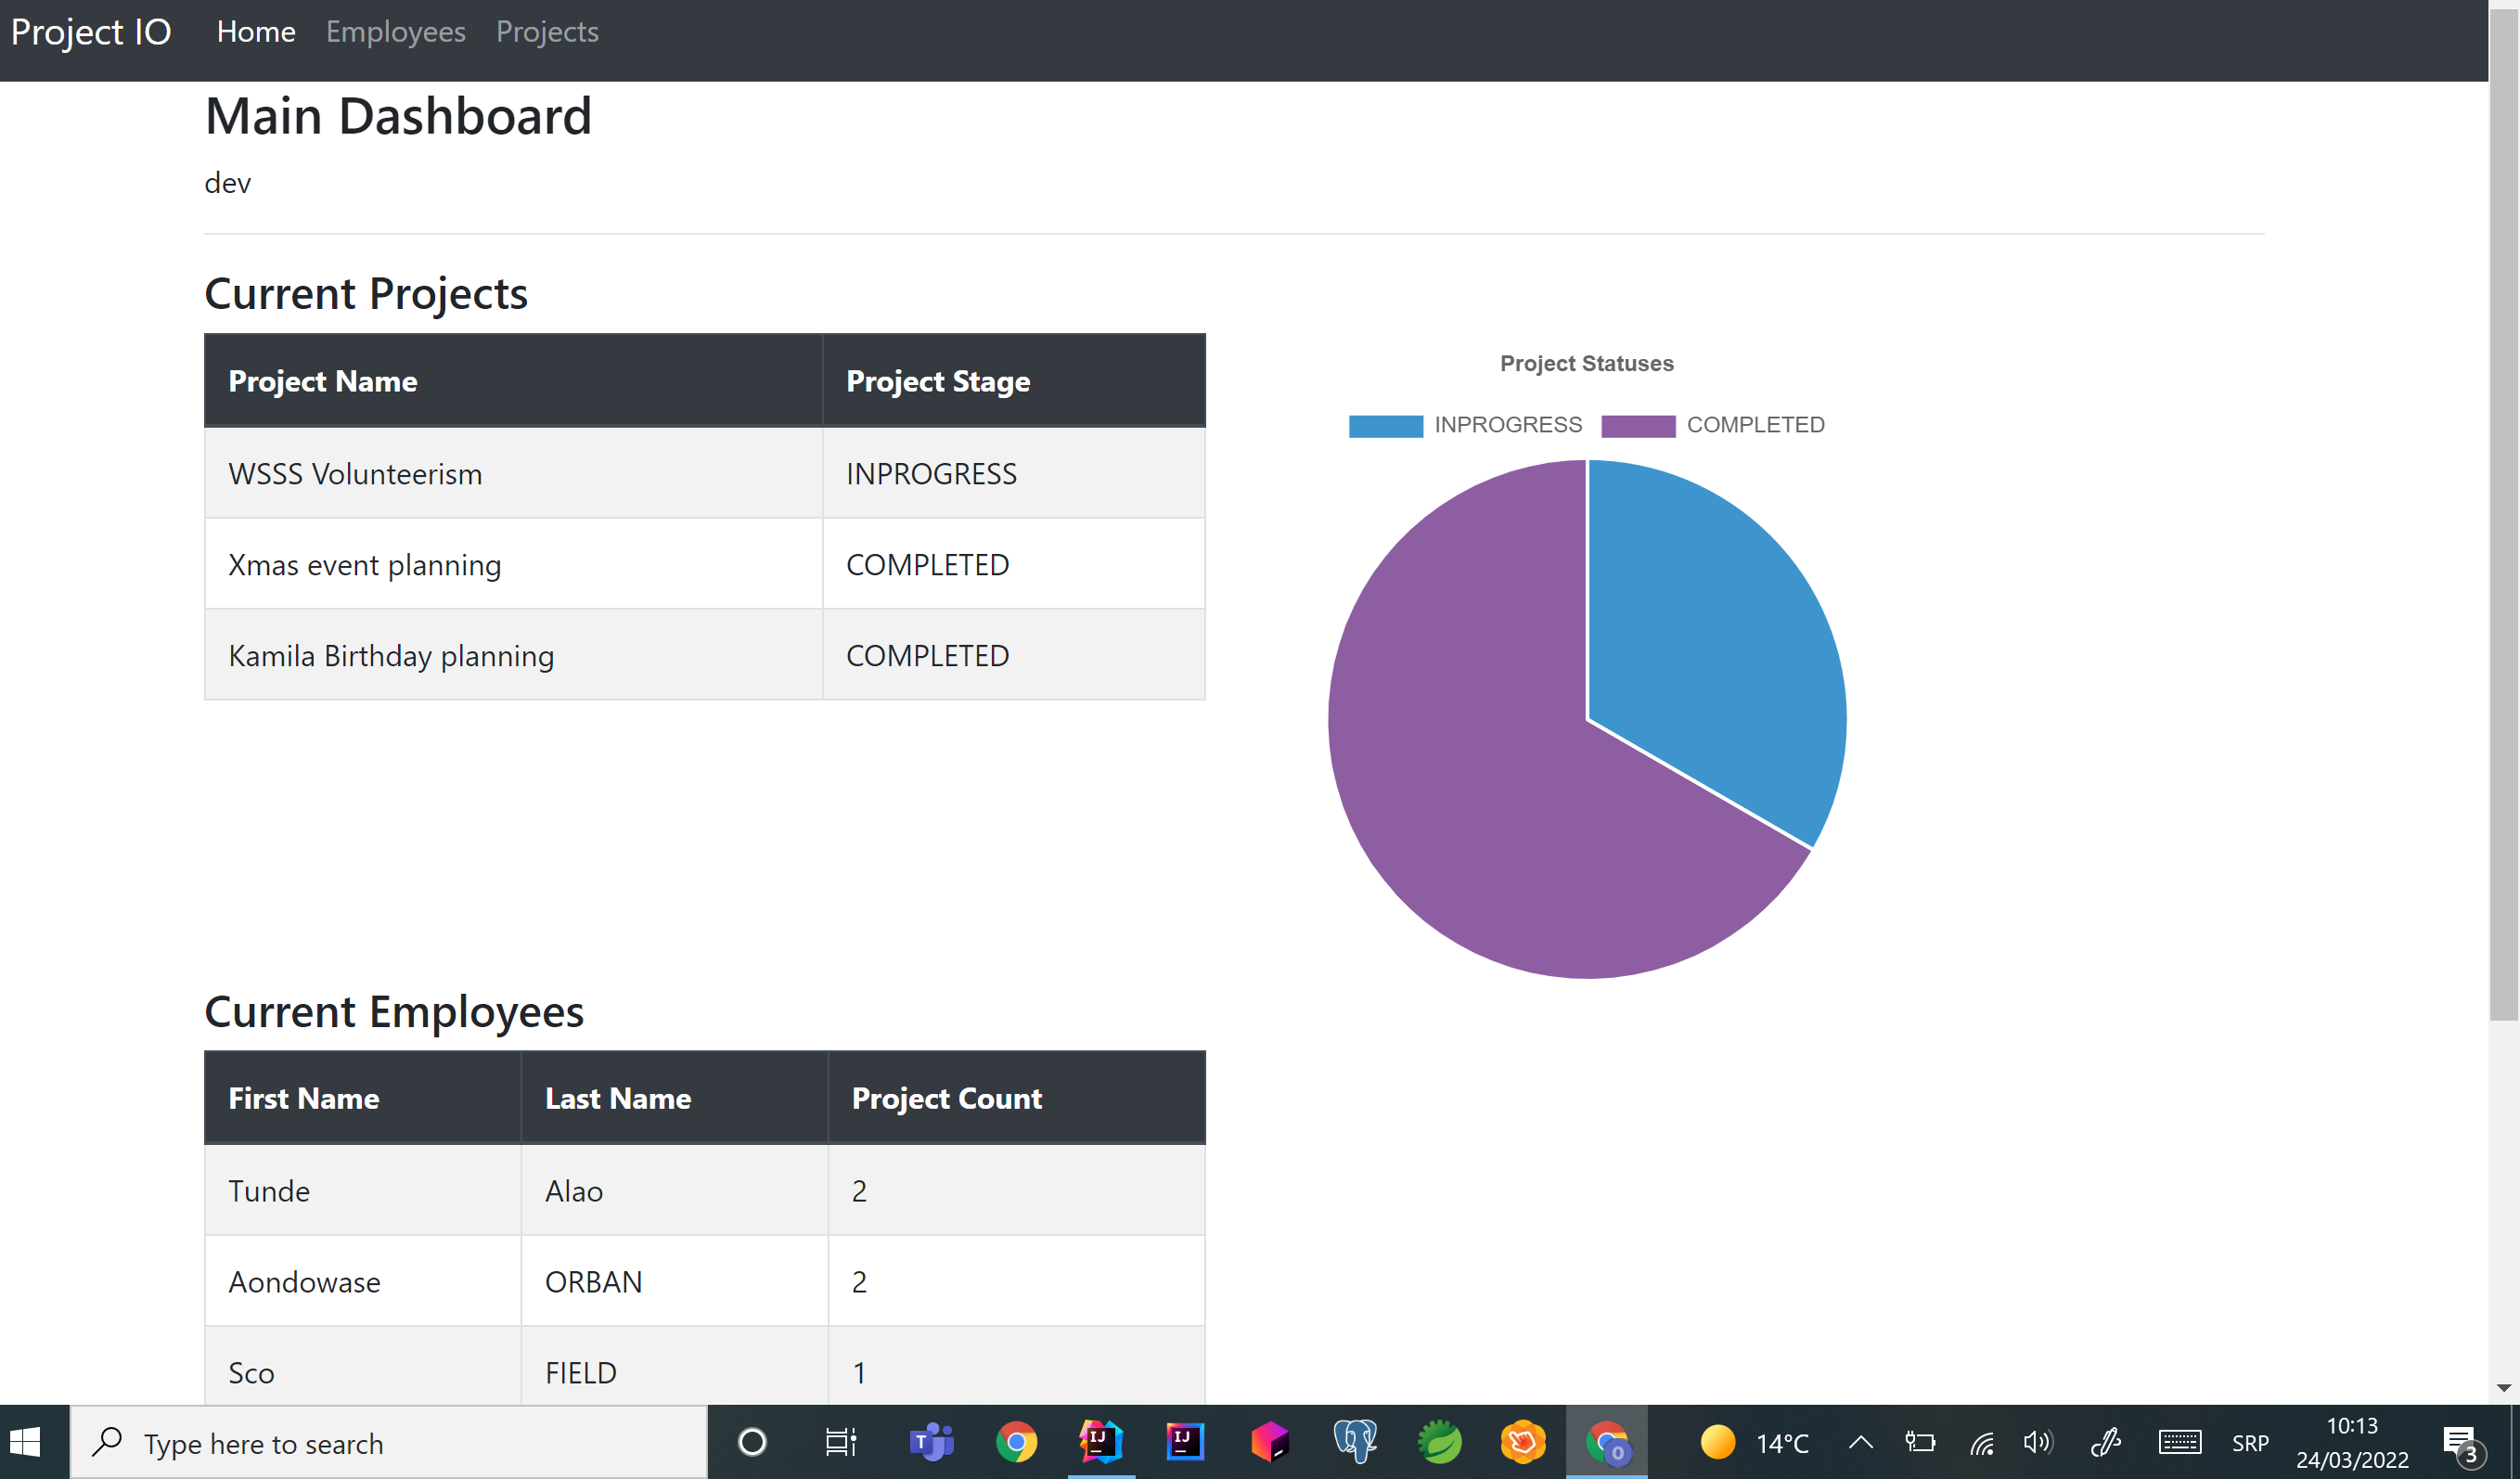 Project IO Home Employees Projects
Main Dashboard
dev
Current Projects
Project Name Project Stage
WSSS Volunteerism INPROGRESS
Xmas event planning COMPLETED
Kamila Birthday planning COMPLETED
Project Statuses
INPROGRESS COMPLETED
Current Employees
First Name Last Name Project Count
Tunde Alao 2
Aondowase ORBAN 2
Sco FIELD 1
Type here to search
T
IJ
IJ
O
14°C
SRP
10:13
24/03/2022
3